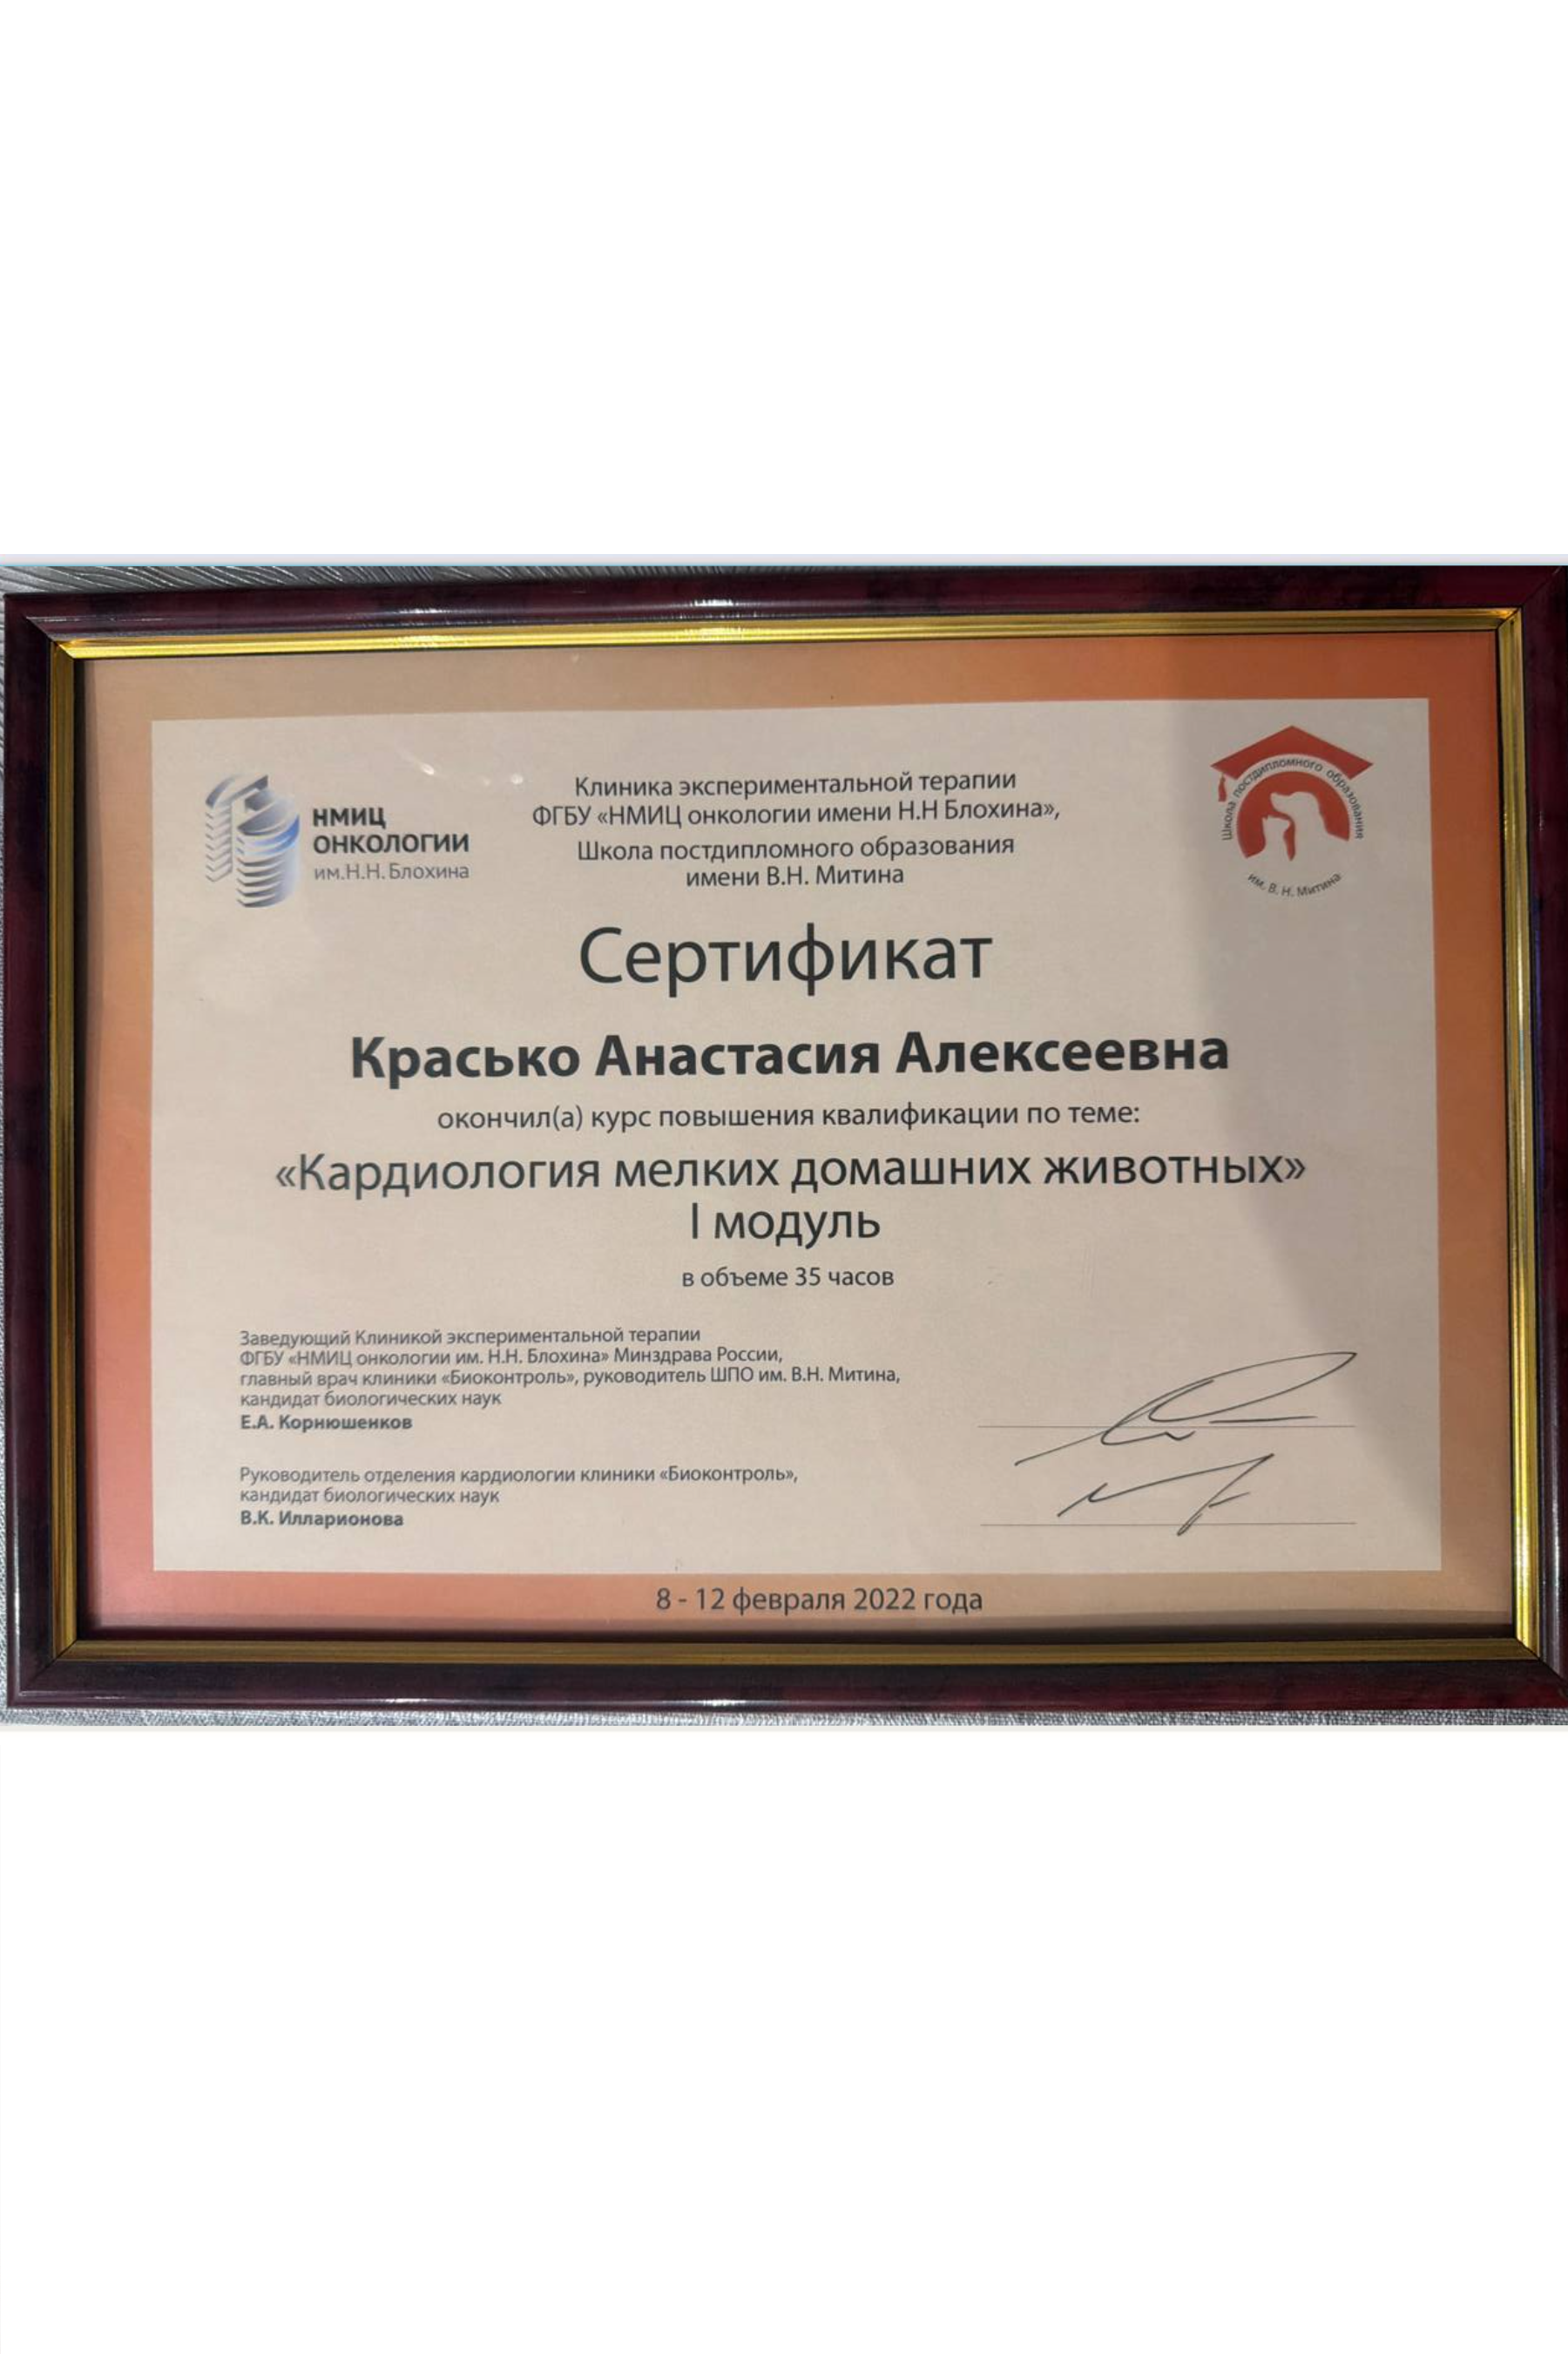 НМИЦ
ОНКОЛОГИИ
им.Н.Н. Блохина
Клиника экспериментальной терапии
ФГБУ «НМИЦ онкологии имени Н.Н Блохина»,
Школа постдипломного образования
имени В.Н. Митина
Школа постдипломного образования
им. В. Н. Митина
Сертификат
Красько Анастасия Алексеевна
окончил(а) курс повышения квалификации по теме:
«Кардиология мелких домашних животных»
I модуль
в объеме 35 часов
Заведующий Клиникой экспериментальной терапии
ФГБУ «НМИЦ онкологии им. Н.Н. Блохина» Минздрава России,
главный врач клиники «Биоконтроль», руководитель ШПО им. В.Н. Митина,
кандидат биологических наук
Е.А. Корнюшенков
Руководитель отделения кардиологии клиники «Биоконтроль»,
кандидат биологических наук
В.К. Илларионова
8 - 12 февраля 2022 года